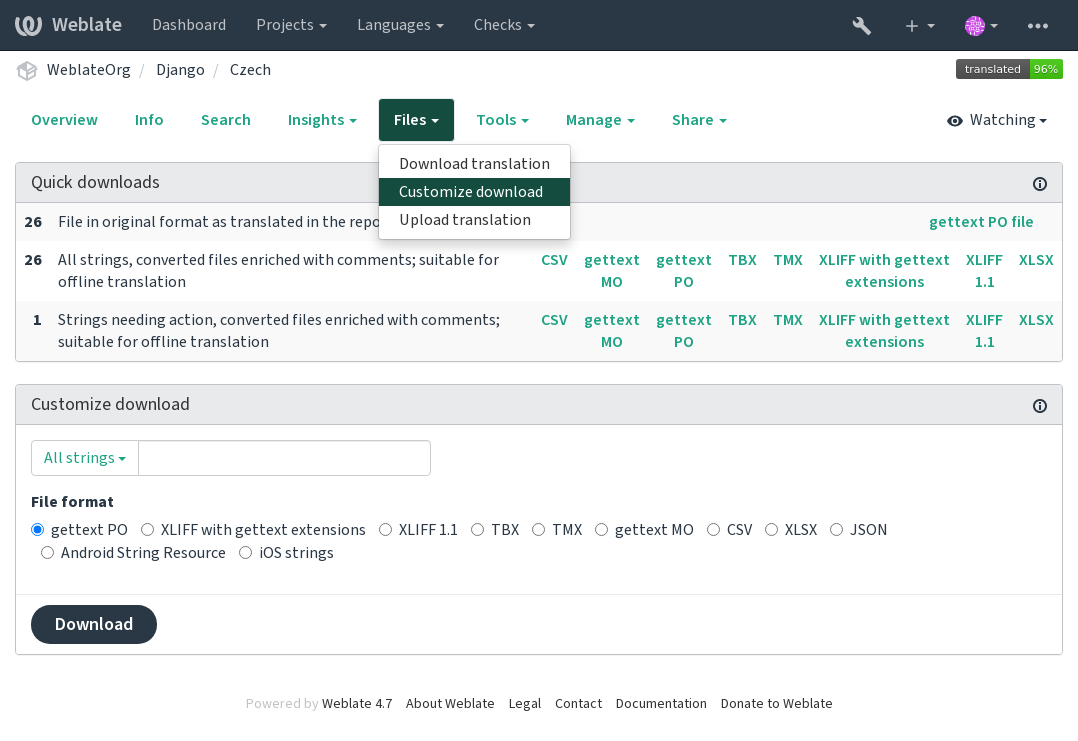 Weblate Dashboard Projects Languages Checks
WeblateOrg / Django / Czech translated 96%
Overview Info Search Insights Files Tools Manage Share Watching
Download translation
Customize download
Upload translation
Quick downloads
26 File in original format as translated in the repo gettext PO file
26 All strings, converted files enriched with comments; suitable for CSV gettext gettext TBX TMX XLIFF with gettext XLIFF XLSX
offline translation MO PO extensions 1.1
1 Strings needing action, converted files enriched with comments; CSV gettext gettext TBX TMX XLIFF with gettext XLIFF XLSX
suitable for offline translation MO PO extensions 1.1
Customize download
All strings
File format
gettext PO XLIFF with gettext extensions XLIFF 1.1 TBX TMX gettext MO CSV XLSX JSON
Android String Resource iOS strings
Download
Powered by Weblate 4.7 About Weblate Legal Contact Documentation Donate to Weblate